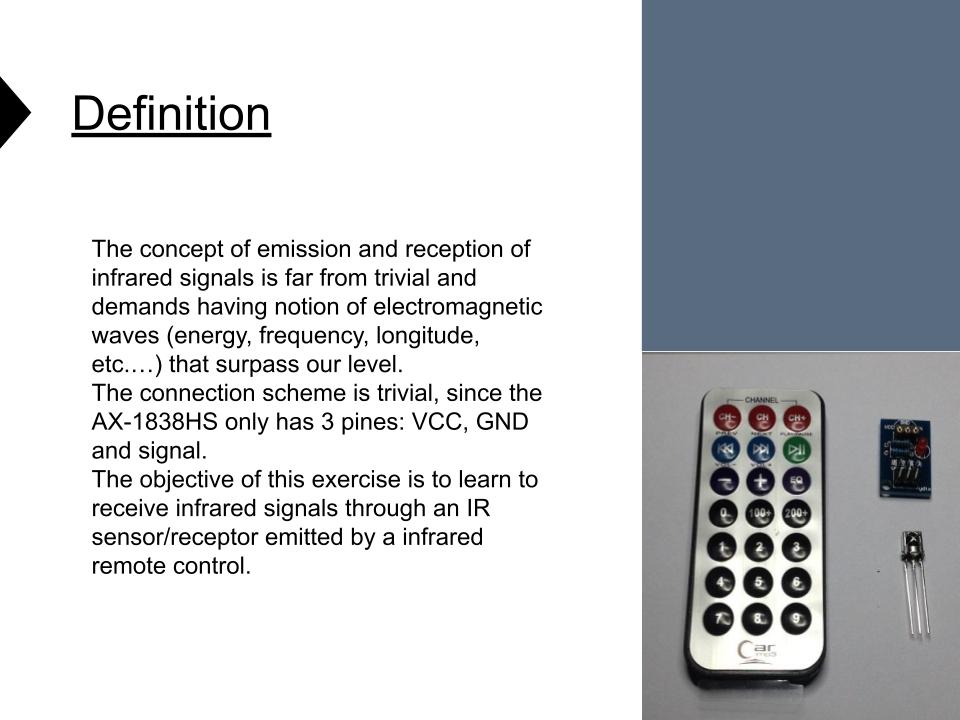 Definition
The concept of emission and reception of
infrared signals is far from trivial and
demands having notion of electromagnetic
waves (energy, frequency, longitude,
etc.…) that surpass our level.
The connection scheme is trivial, since the
AX-1838HS only has 3 pines: VCC, GND
and signal.
The objective of this exercise is to learn to
receive infrared signals through an IR
sensor/receptor emitted by a infrared
remote control.
CHANNEL
CH- CH CH+
PREV NEXT PLAY/PAUSE
VOL- VOL+
− + EQ
0 100+ 200+
1 2 3
4 5 6
7 8 9
Car
mp3